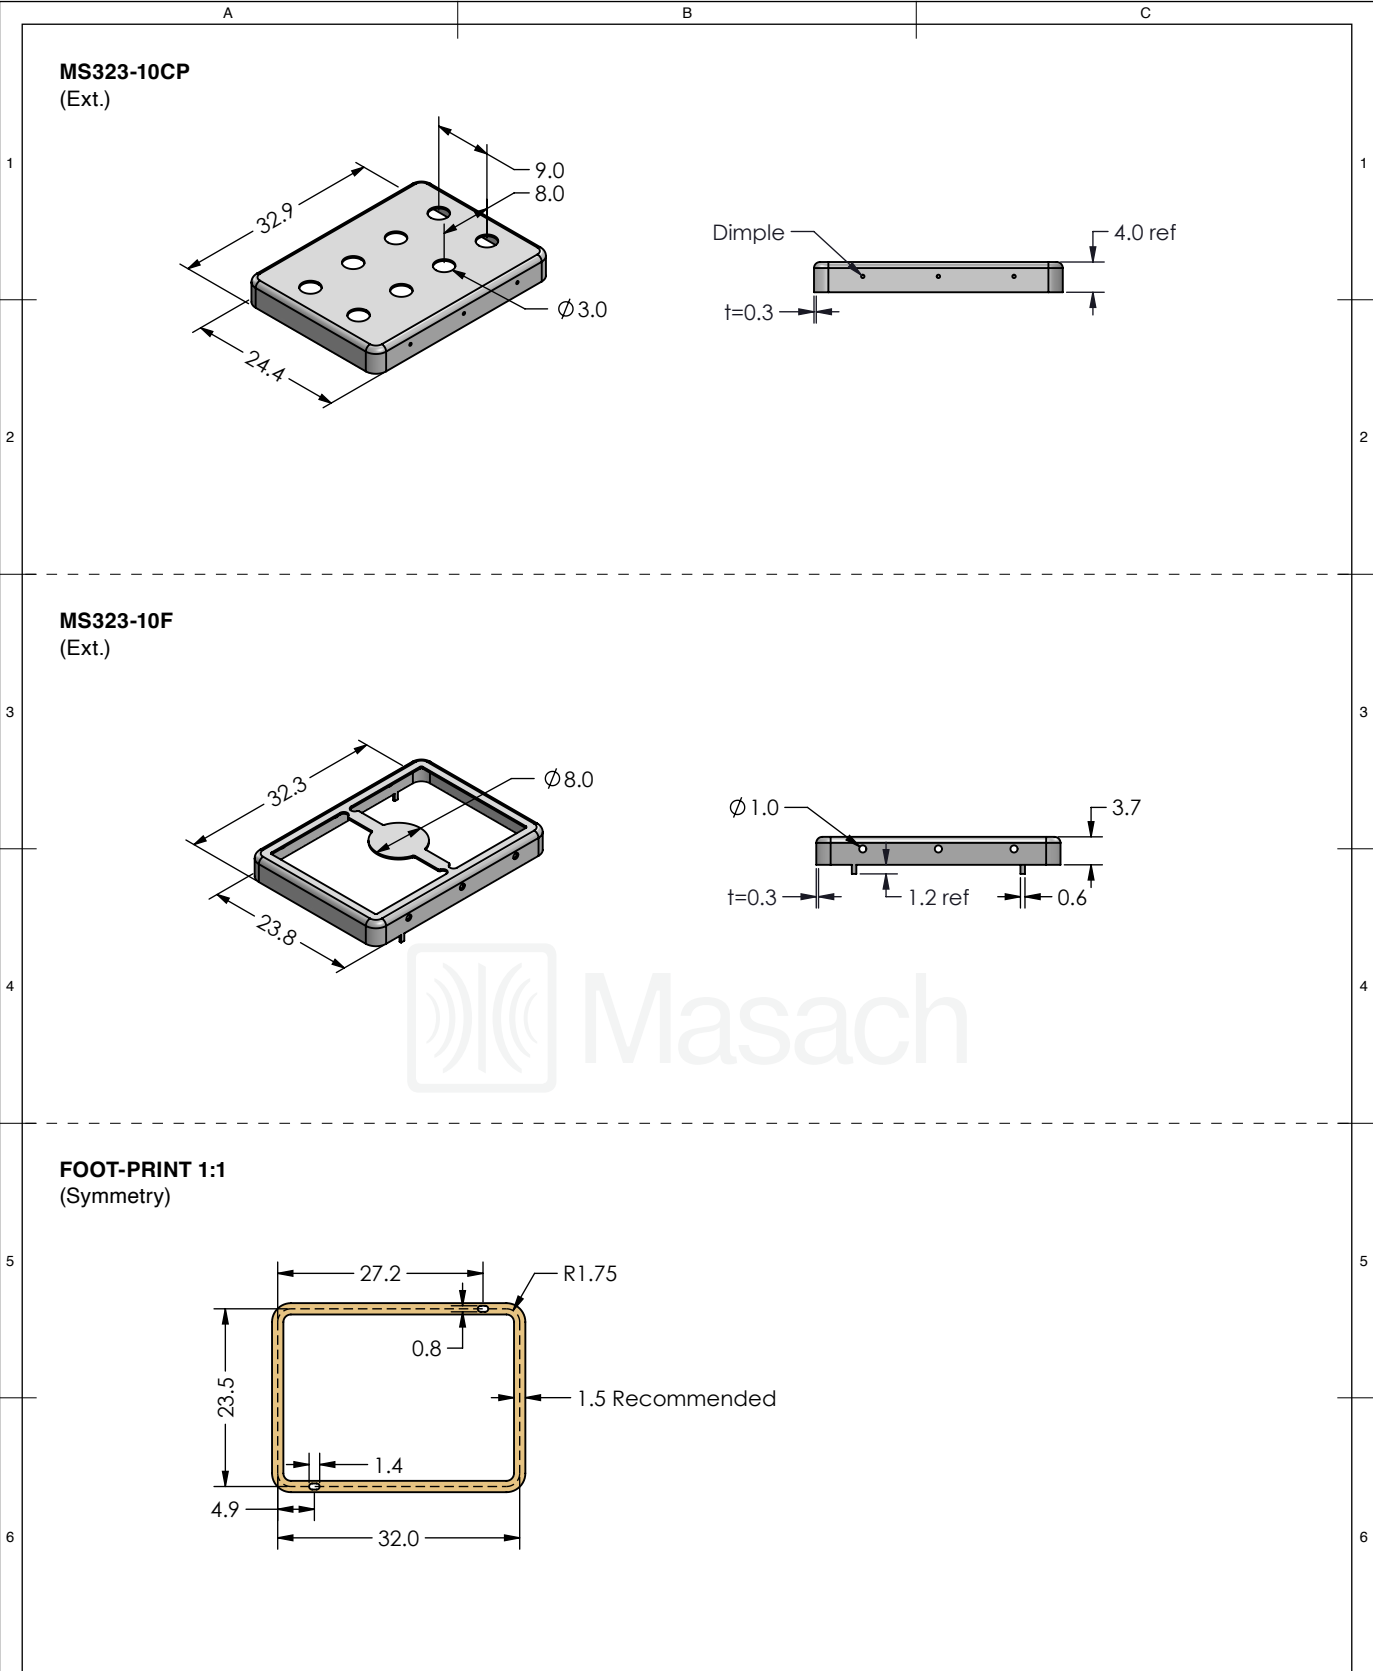 A B C
MS323-10CP
(Ext.)
1 1
9.0
8.0
32.9
Dimple
4.0 ref
t=0.3
Ø3.0
24.4
2 2
MS323-10F
(Ext.)
3 3
32.3
Ø8.0
Ø1.0
3.7
t=0.3
1.2 ref
0.6
23.8
4 4
Masach
FOOT-PRINT 1:1
(Symmetry)
5 5
27.2
R1.75
0.8
23.5
1.5 Recommended
1.4
4.9
32.0
6 6